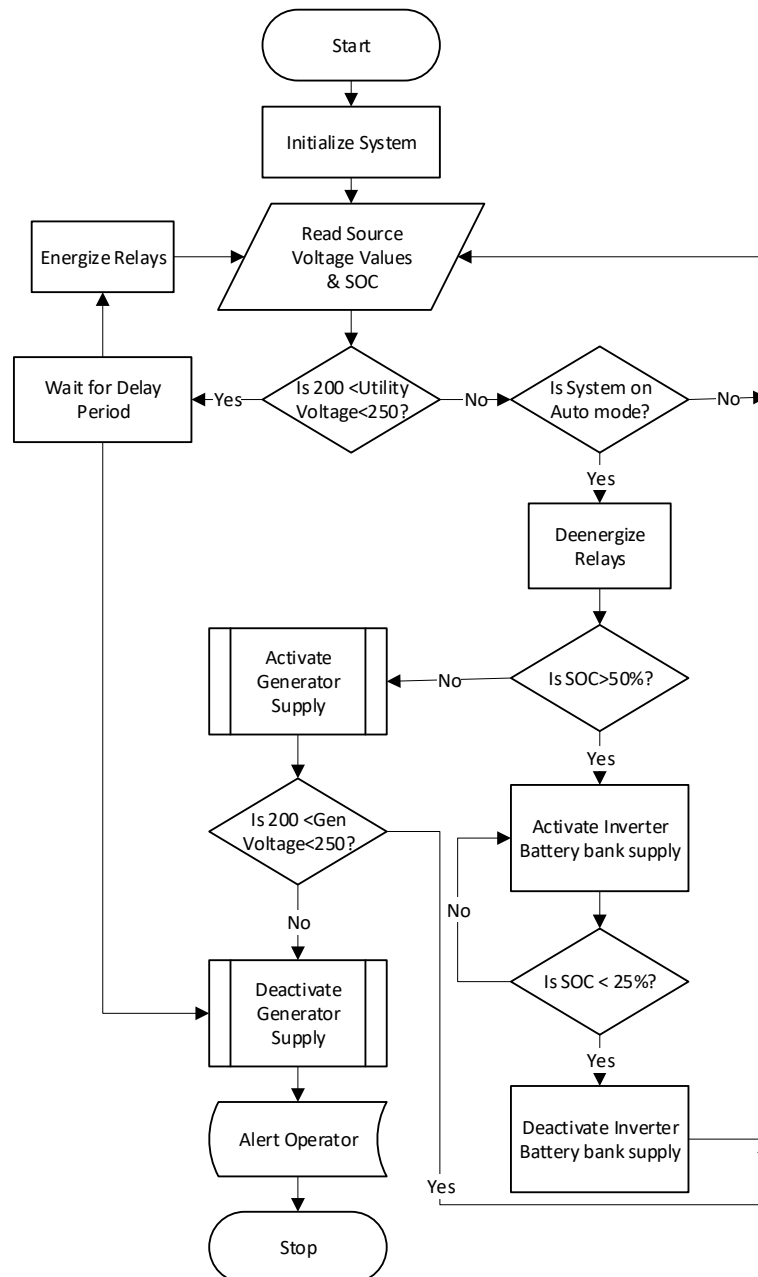 Start
Initialize System
Read Source
Voltage Values
& SOC
Energize Relays
Wait for Delay
Period
Yes
Is 200 <Utility
Voltage<250?
No
Is System on
Auto mode?
No
Yes
Deenergize
Relays
Activate
Generator
Supply
No
Is SOC>50%?
Yes
Is 200 <Gen
Voltage<250?
Activate Inverter
Battery bank supply
No
No
Is SOC < 25%?
Deactivate
Generator
Supply
Yes
Alert Operator
Deactivate Inverter
Battery bank supply
Yes
Stop